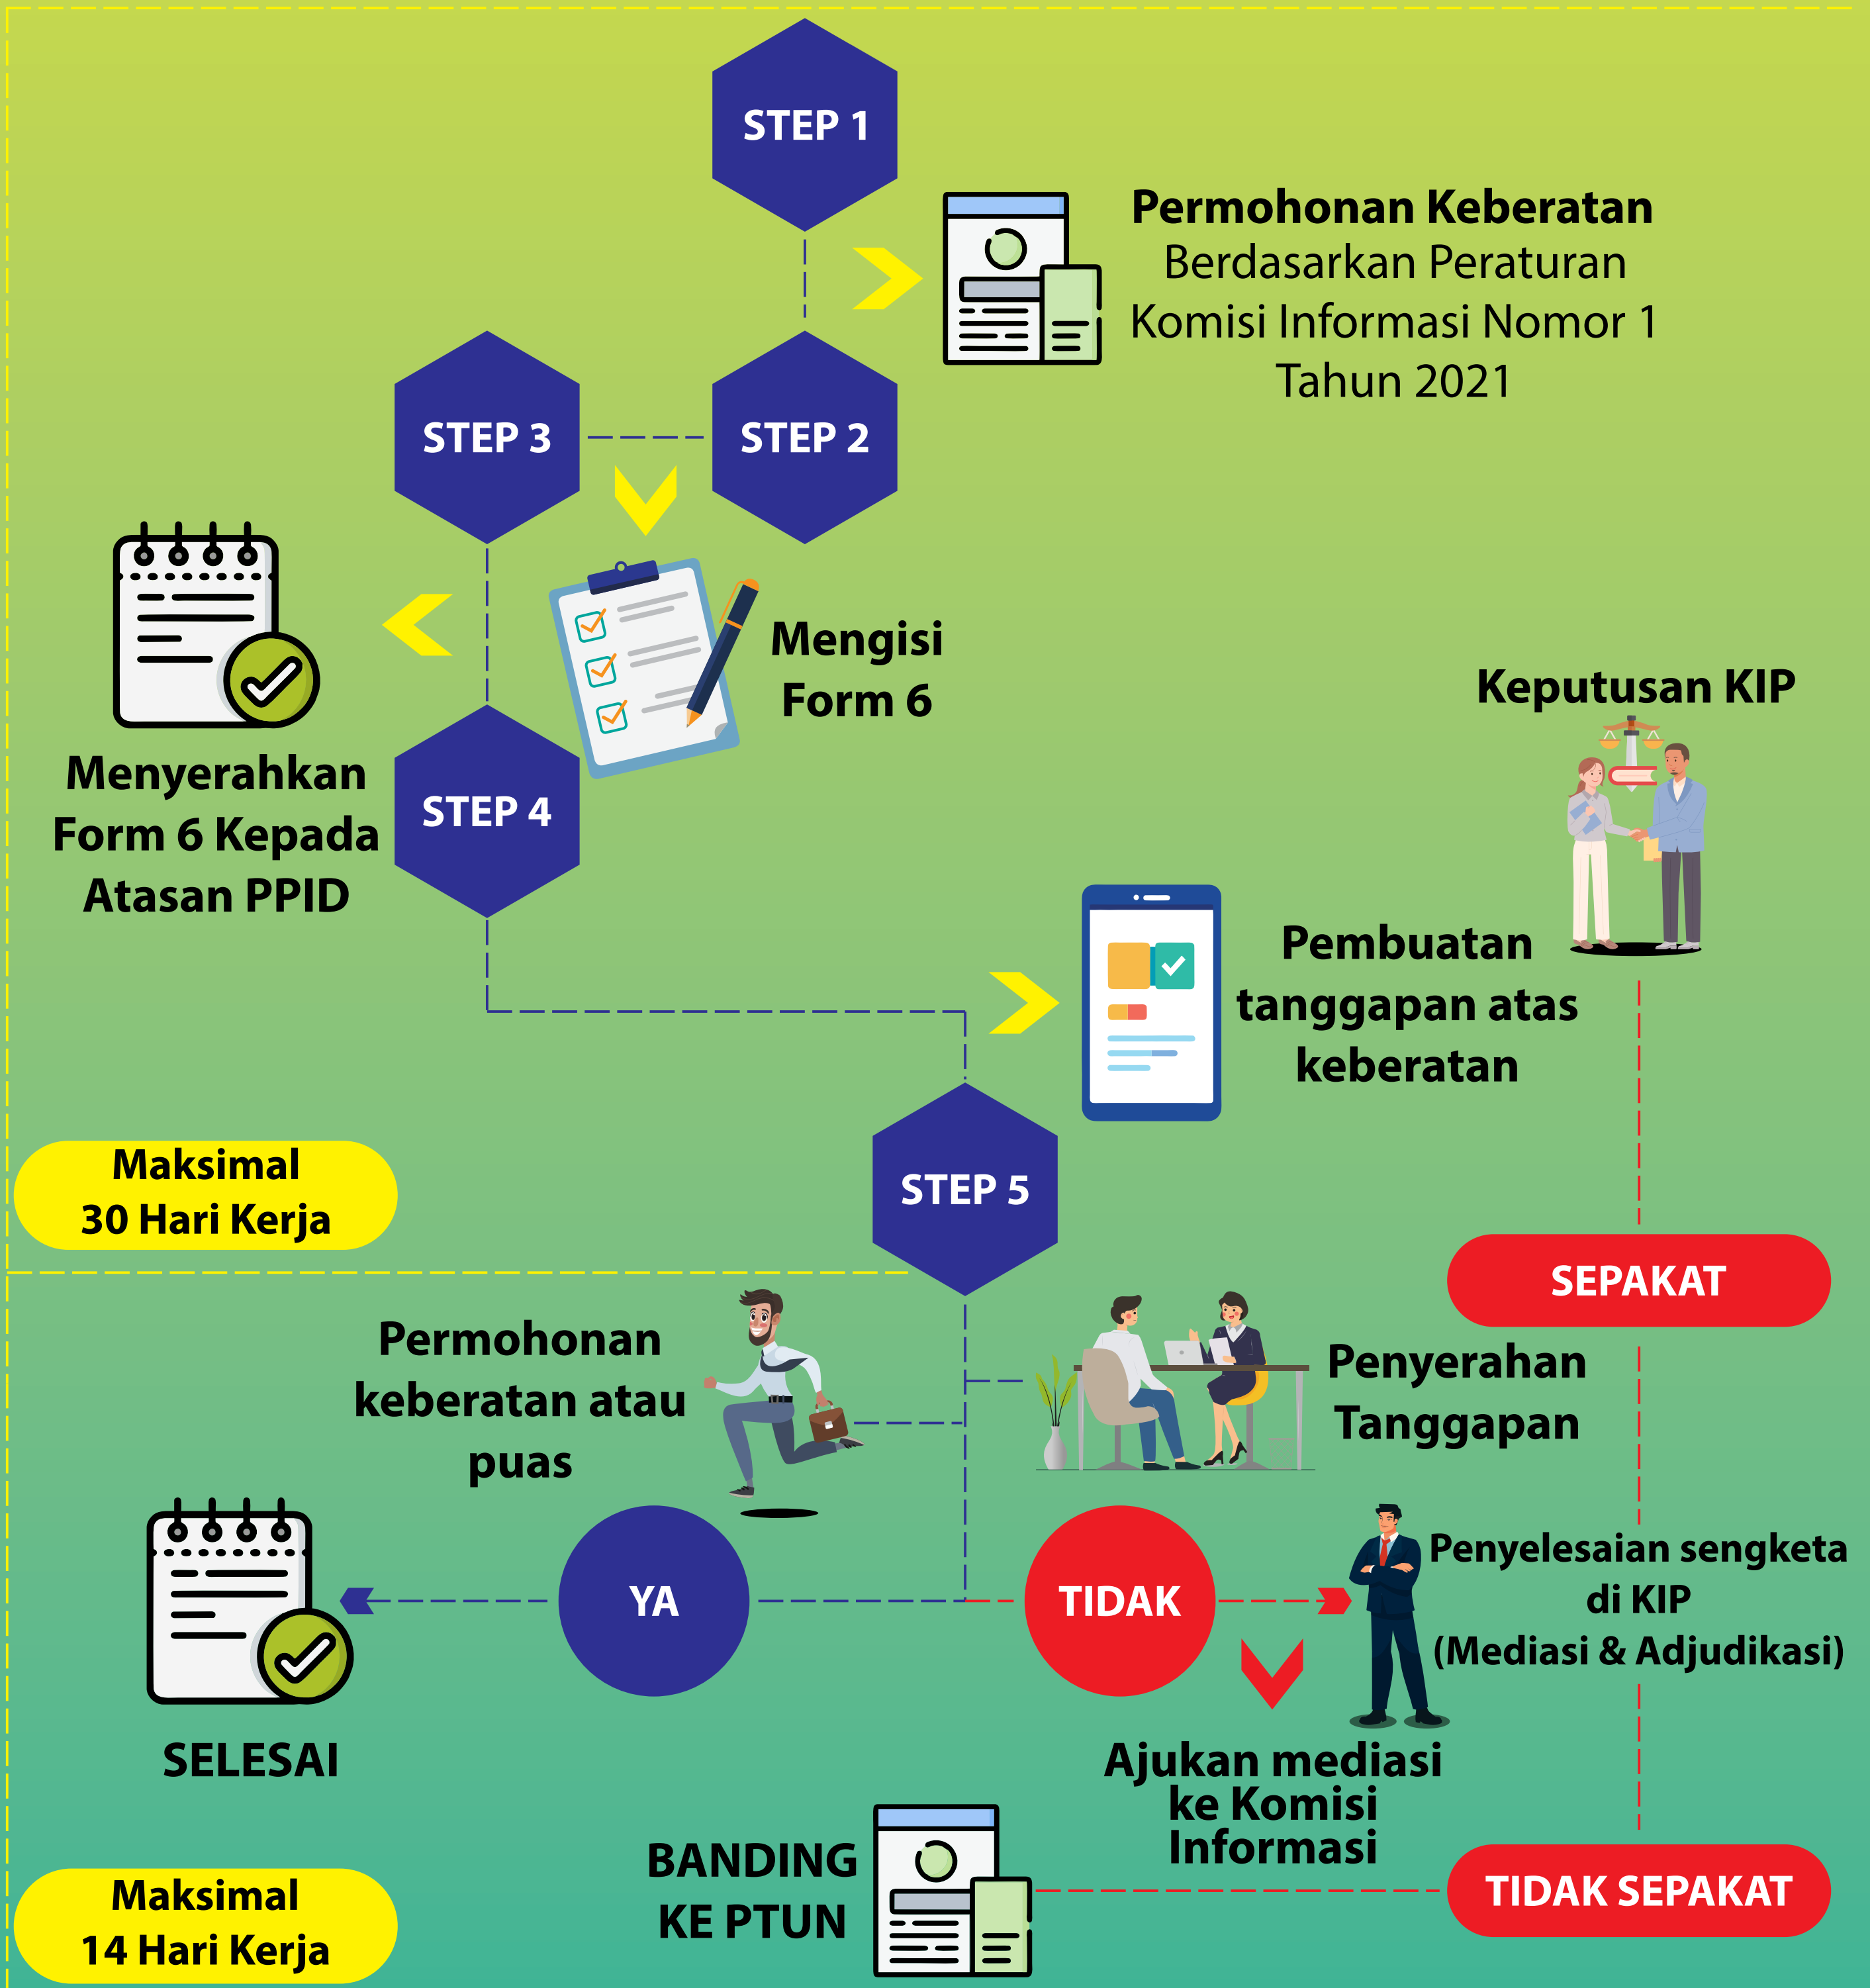 STEP 1
Permohonan Keberatan
Berdasarkan Peraturan
Komisi Informasi Nomor 1
Tahun 2021
STEP 3
STEP 2
Mengisi
Form 6
Menyerahkan
Form 6 Kepada
Atasan PPID
STEP 4
Keputusan KIP
Pembuatan
tanggapan atas
keberatan
Maksimal
30 Hari Kerja
STEP 5
SEPAKAT
Permohonan
keberatan atau
puas
Penyerahan
Tanggapan
YA
TIDAK
Penyelesaian sengketa
di KIP
(Mediasi & Adjudikasi)
SELESAI
Ajukan mediasi
ke Komisi
Informasi
BANDING
KE PTUN
TIDAK SEPAKAT
Maksimal
14 Hari Kerja